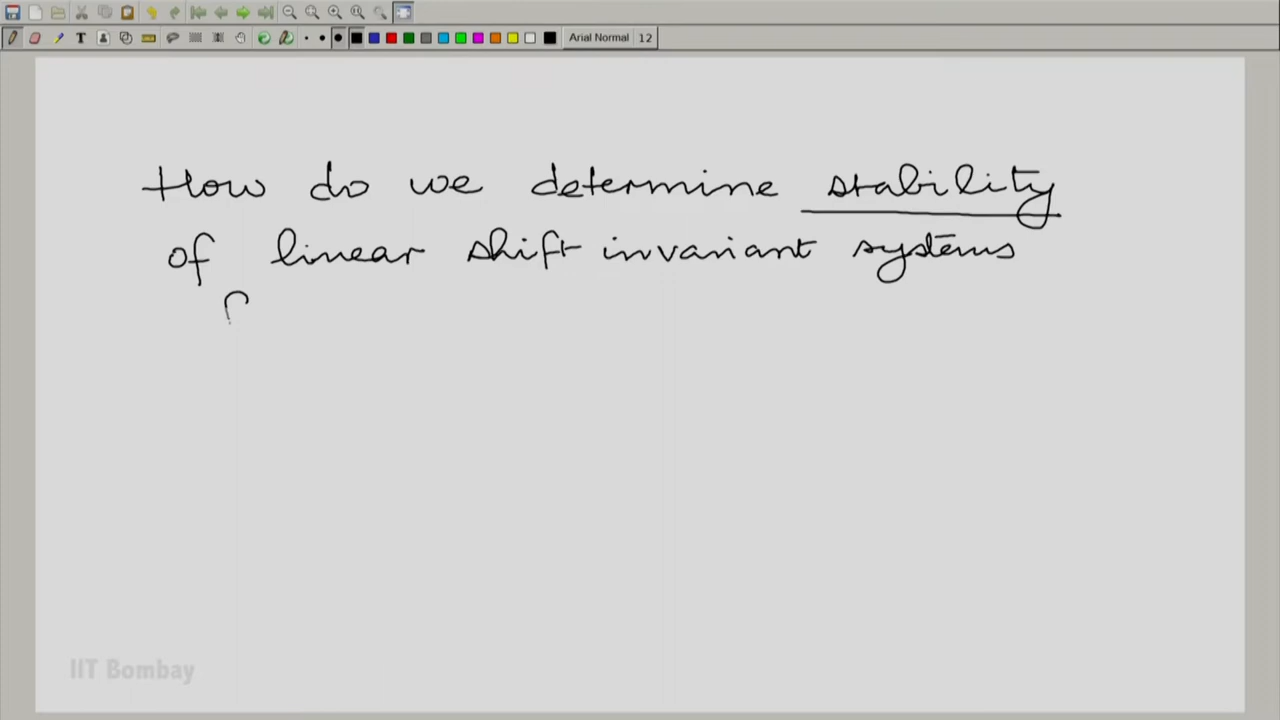 Arial Normal 12
How do we determine stability
of linear shift invariant systems
IIT Bombay